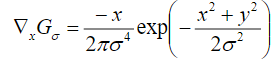 ∇ₓG_σ = −x / 2πσ⁴ exp(− x² + y² / 2σ²)